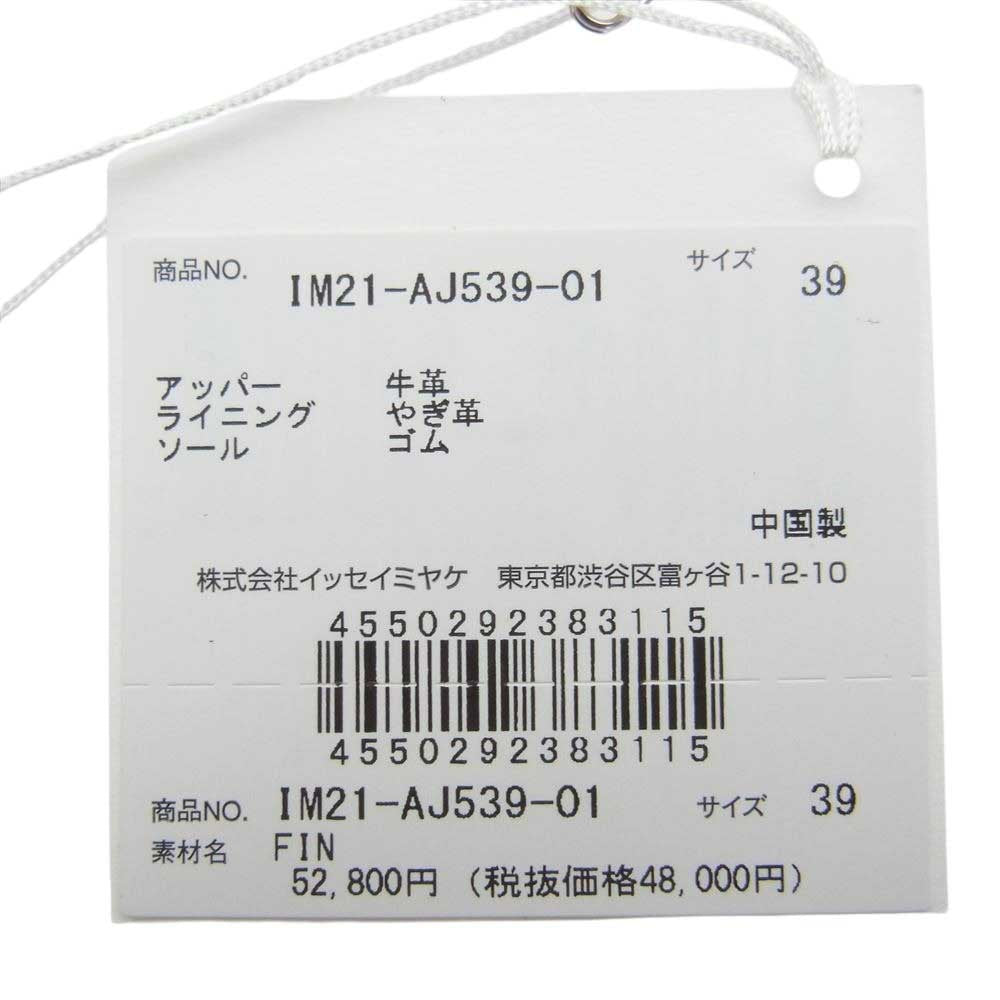 商品NO. IM21-AJ539-01 サイズ 39
アッパー 牛革
ライニング やぎ革
ソール ゴム
中国製
株式会社イッセイミヤケ 東京都渋谷区富ヶ谷1-12-10
4550292383115
4550292383115
商品NO. IM21-AJ539-01 サイズ 39
素材名 FIN
52,800円 (税抜価格48,000円)